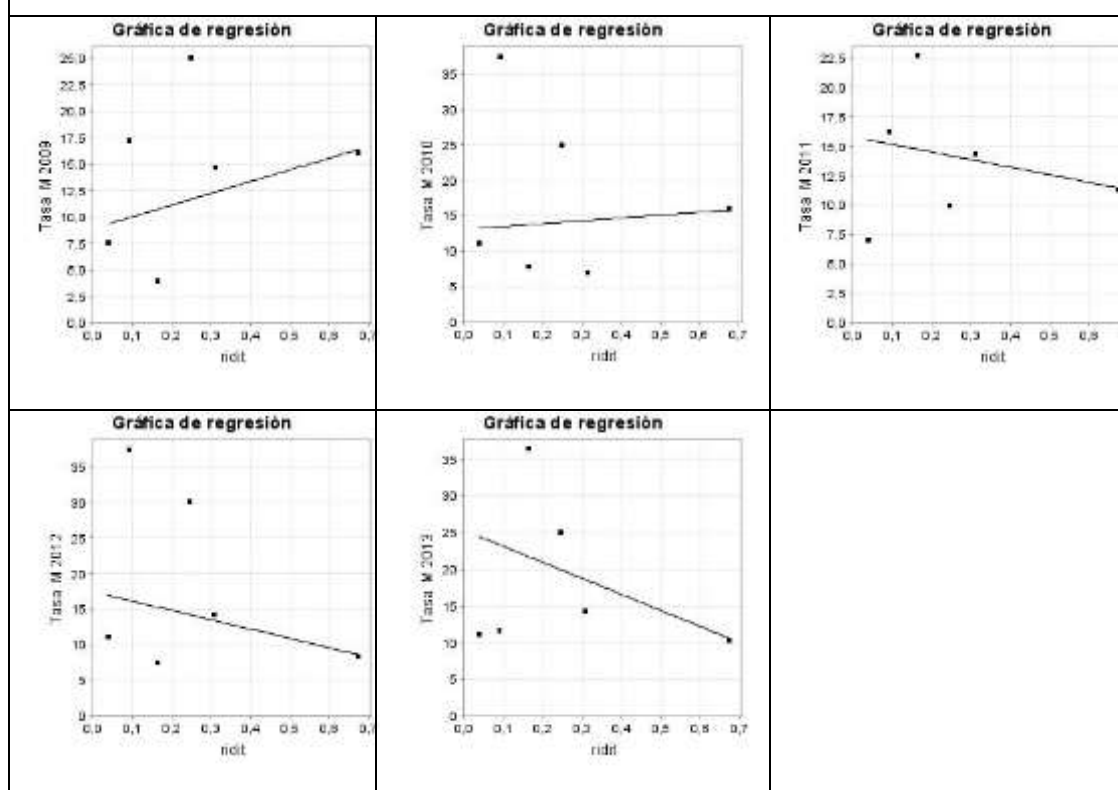 Gráfica de regresión
Tasa M 2009
25,0
22,5
20,0
17,5
15,0
12,5
10,0
7,5
5,0
2,5
0,0
0,0 0,1 0,2 0,3 0,4 0,5 0,6 0,7
ridit
Gráfica de regresión
Tasa M 2010
35
30
25
20
15
10
5
0
0,0 0,1 0,2 0,3 0,4 0,5 0,6 0,7
ridit
Gráfica de regresión
Tasa M 2011
22,5
20,0
17,5
15,0
12,5
10,0
7,5
5,0
2,5
0,0
0,0 0,1 0,2 0,3 0,4 0,5 0,6
ridit
Gráfica de regresión
Tasa M 2012
35
30
25
20
15
10
5
0
0,0 0,1 0,2 0,3 0,4 0,5 0,6 0,7
ridit
Gráfica de regresión
Tasa M 2013
35
30
25
20
15
10
5
0
0,0 0,1 0,2 0,3 0,4 0,5 0,6 0,7
ridit